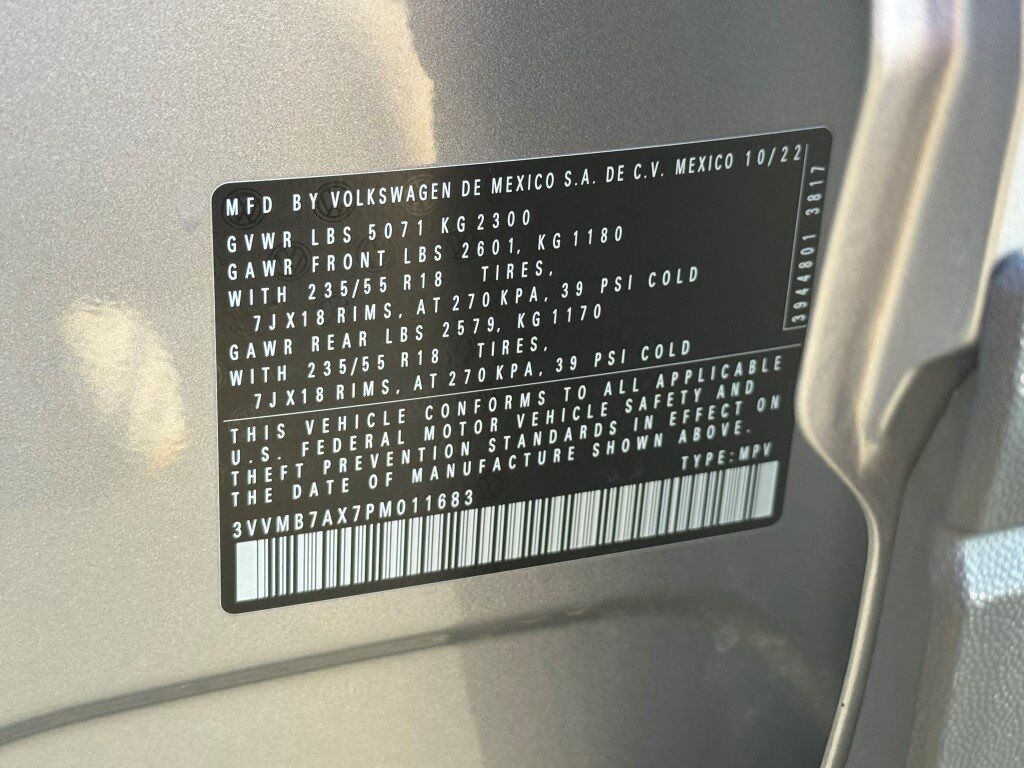 MFD BY VOLKSWAGEN DE MEXICO S.A. DE C.V. MEXICO 10/22
GVWR LBS 5071 KG 2300
GAWR FRONT LBS 2601, KG 1180
WITH 235/55 R18 TIRES,
7J X18 RIMS, AT 270 KPA, 39 PSI COLD
GAWR REAR LBS 2579, KG 1170
WITH 235/55 R18 TIRES,
7J X18 RIMS, AT 270 KPA, 39 PSI COLD
THIS VEHICLE CONFORMS TO ALL APPLICABLE
U.S. FEDERAL MOTOR VEHICLE SAFETY AND
THEFT PREVENTION STANDARDS IN EFFECT ON
THE DATE OF MANUFACTURE SHOWN ABOVE.
TYPE: MPV
3VVMB7AX7PM011683
3944801 3817